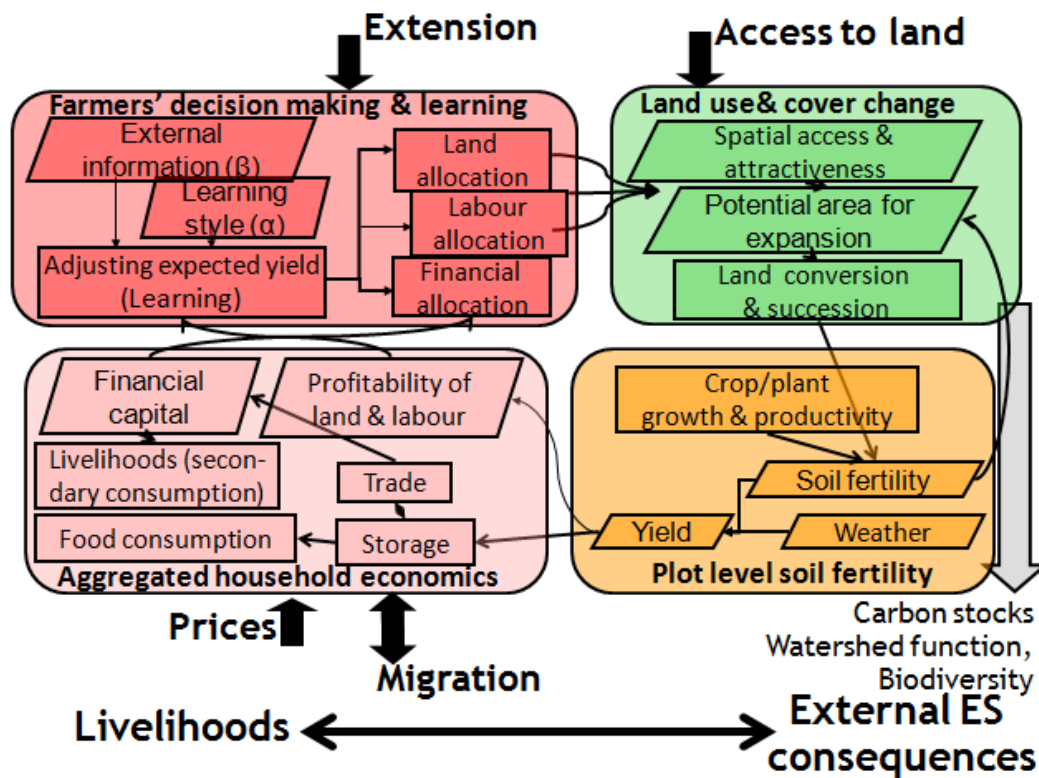 Extension
Access to land
Farmers' decision making & learning
External
information (β)
Learning
style (α)
Adjusting expected yield
(Learning)
Land
allocation
Labour
allocation
Financial
allocation
Land use& cover change
Spatial access &
attractiveness
Potential area for
expansion
Land conversion
& succession
Financial
capital
Profitability of
land & labour
Livelihoods (secon-
dary consumption)
Trade
Food consumption
Storage
Aggregated household economics
Crop/plant
growth & productivity
Soil fertility
Yield
Weather
Plot level soil fertility
Prices
Migration
Carbon stocks
Watershed function,
Biodiversity
Livelihoods
External ES
consequences